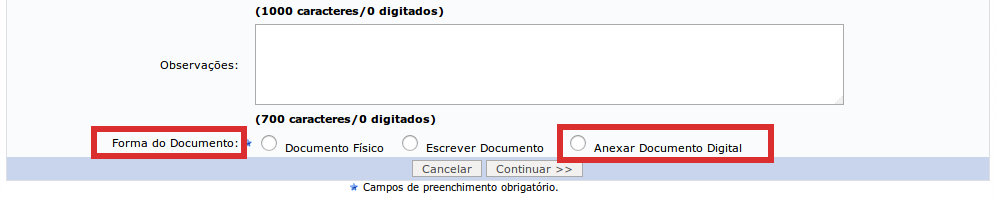 (1000 caracteres/0 digitados)
Observações:
(700 caracteres/0 digitados)
Forma do Documento: Documento Físico Escrever Documento Anexar Documento Digital
Cancelar Continuar >>
Campos de preenchimento obrigatório.